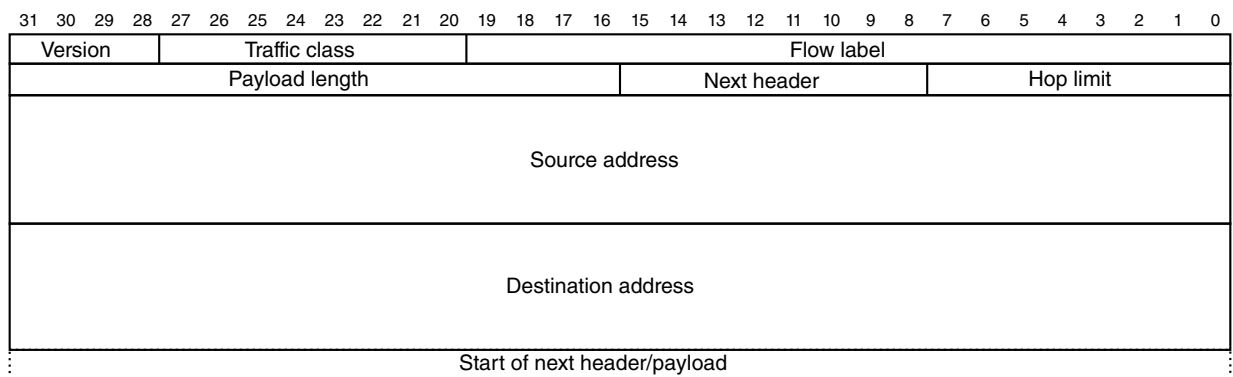 31 30 29 28 27 26 25 24 23 22 21 20 19 18 17 16 15 14 13 12 11 10 9 8 7 6 5 4 3 2 1 0
Version Traffic class Flow label
Payload length Next header Hop limit
Source address
Destination address
Start of next header/payload